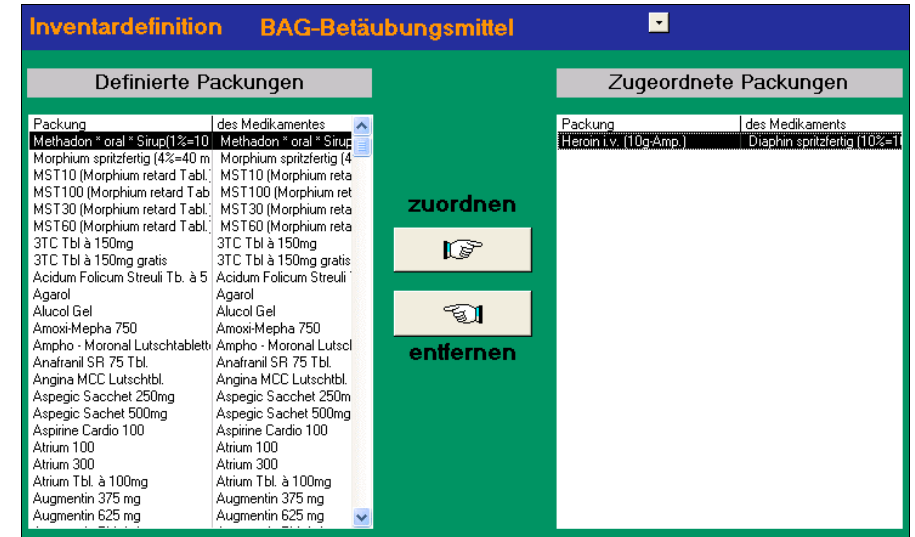 Inventardefinition BAG-Betäubungsmittel
Definierte Packungen Zugeordnete Packungen
Packung des Medikamentes Packung des Medikaments
Methadon * oral * Sirup(1%=10 Methadon * oral * Sirup Heroin i.v. (10g-Amp.) Diaphin spritzfertig (10%=10
Morphium spritzfertig (4%=40 m Morphium spritzfertig (4
MST10 (Morphium retard Tabl.) MST10 (Morphium reta
MST100 (Morphium retard Tab MST100 (Morphium ret
MST30 (Morphium retard Tabl.) MST30 (Morphium reta
MST60 (Morphium retard Tabl.) MST60 (Morphium reta
zuordnen
3TC Tbl à 150mg 3TC Tbl à 150mg
3TC Tbl à 150mg gratis 3TC Tbl à 150mg gratis
Acidum Folicum Streuli Tb. à 5 Acidum Folicum Streuli
Agarol Agarol
Alucol Gel Alucol Gel
Amoxi-Mepha 750 Amoxi-Mepha 750
Ampho - Moronal Lutschtablett Ampho - Moronal Lutscl
entfernen
Anafranil SR 75 Tbl. Anafranil SR 75 Tbl.
Angina MCC Lutschtbl. Angina MCC Lutschtbl.
Aspegic Sacchet 250mg Aspegic Sacchet 250m
Aspegic Sachet 500mg Aspegic Sachet 500mg
Aspirine Cardio 100 Aspirine Cardio 100
Atrium 100 Atrium 100
Atrium 300 Atrium 300
Atrium Tbl. à 100mg Atrium Tbl. à 100mg
Augmentin 375 mg Augmentin 375 mg
Augmentin 625 mg Augmentin 625 mg